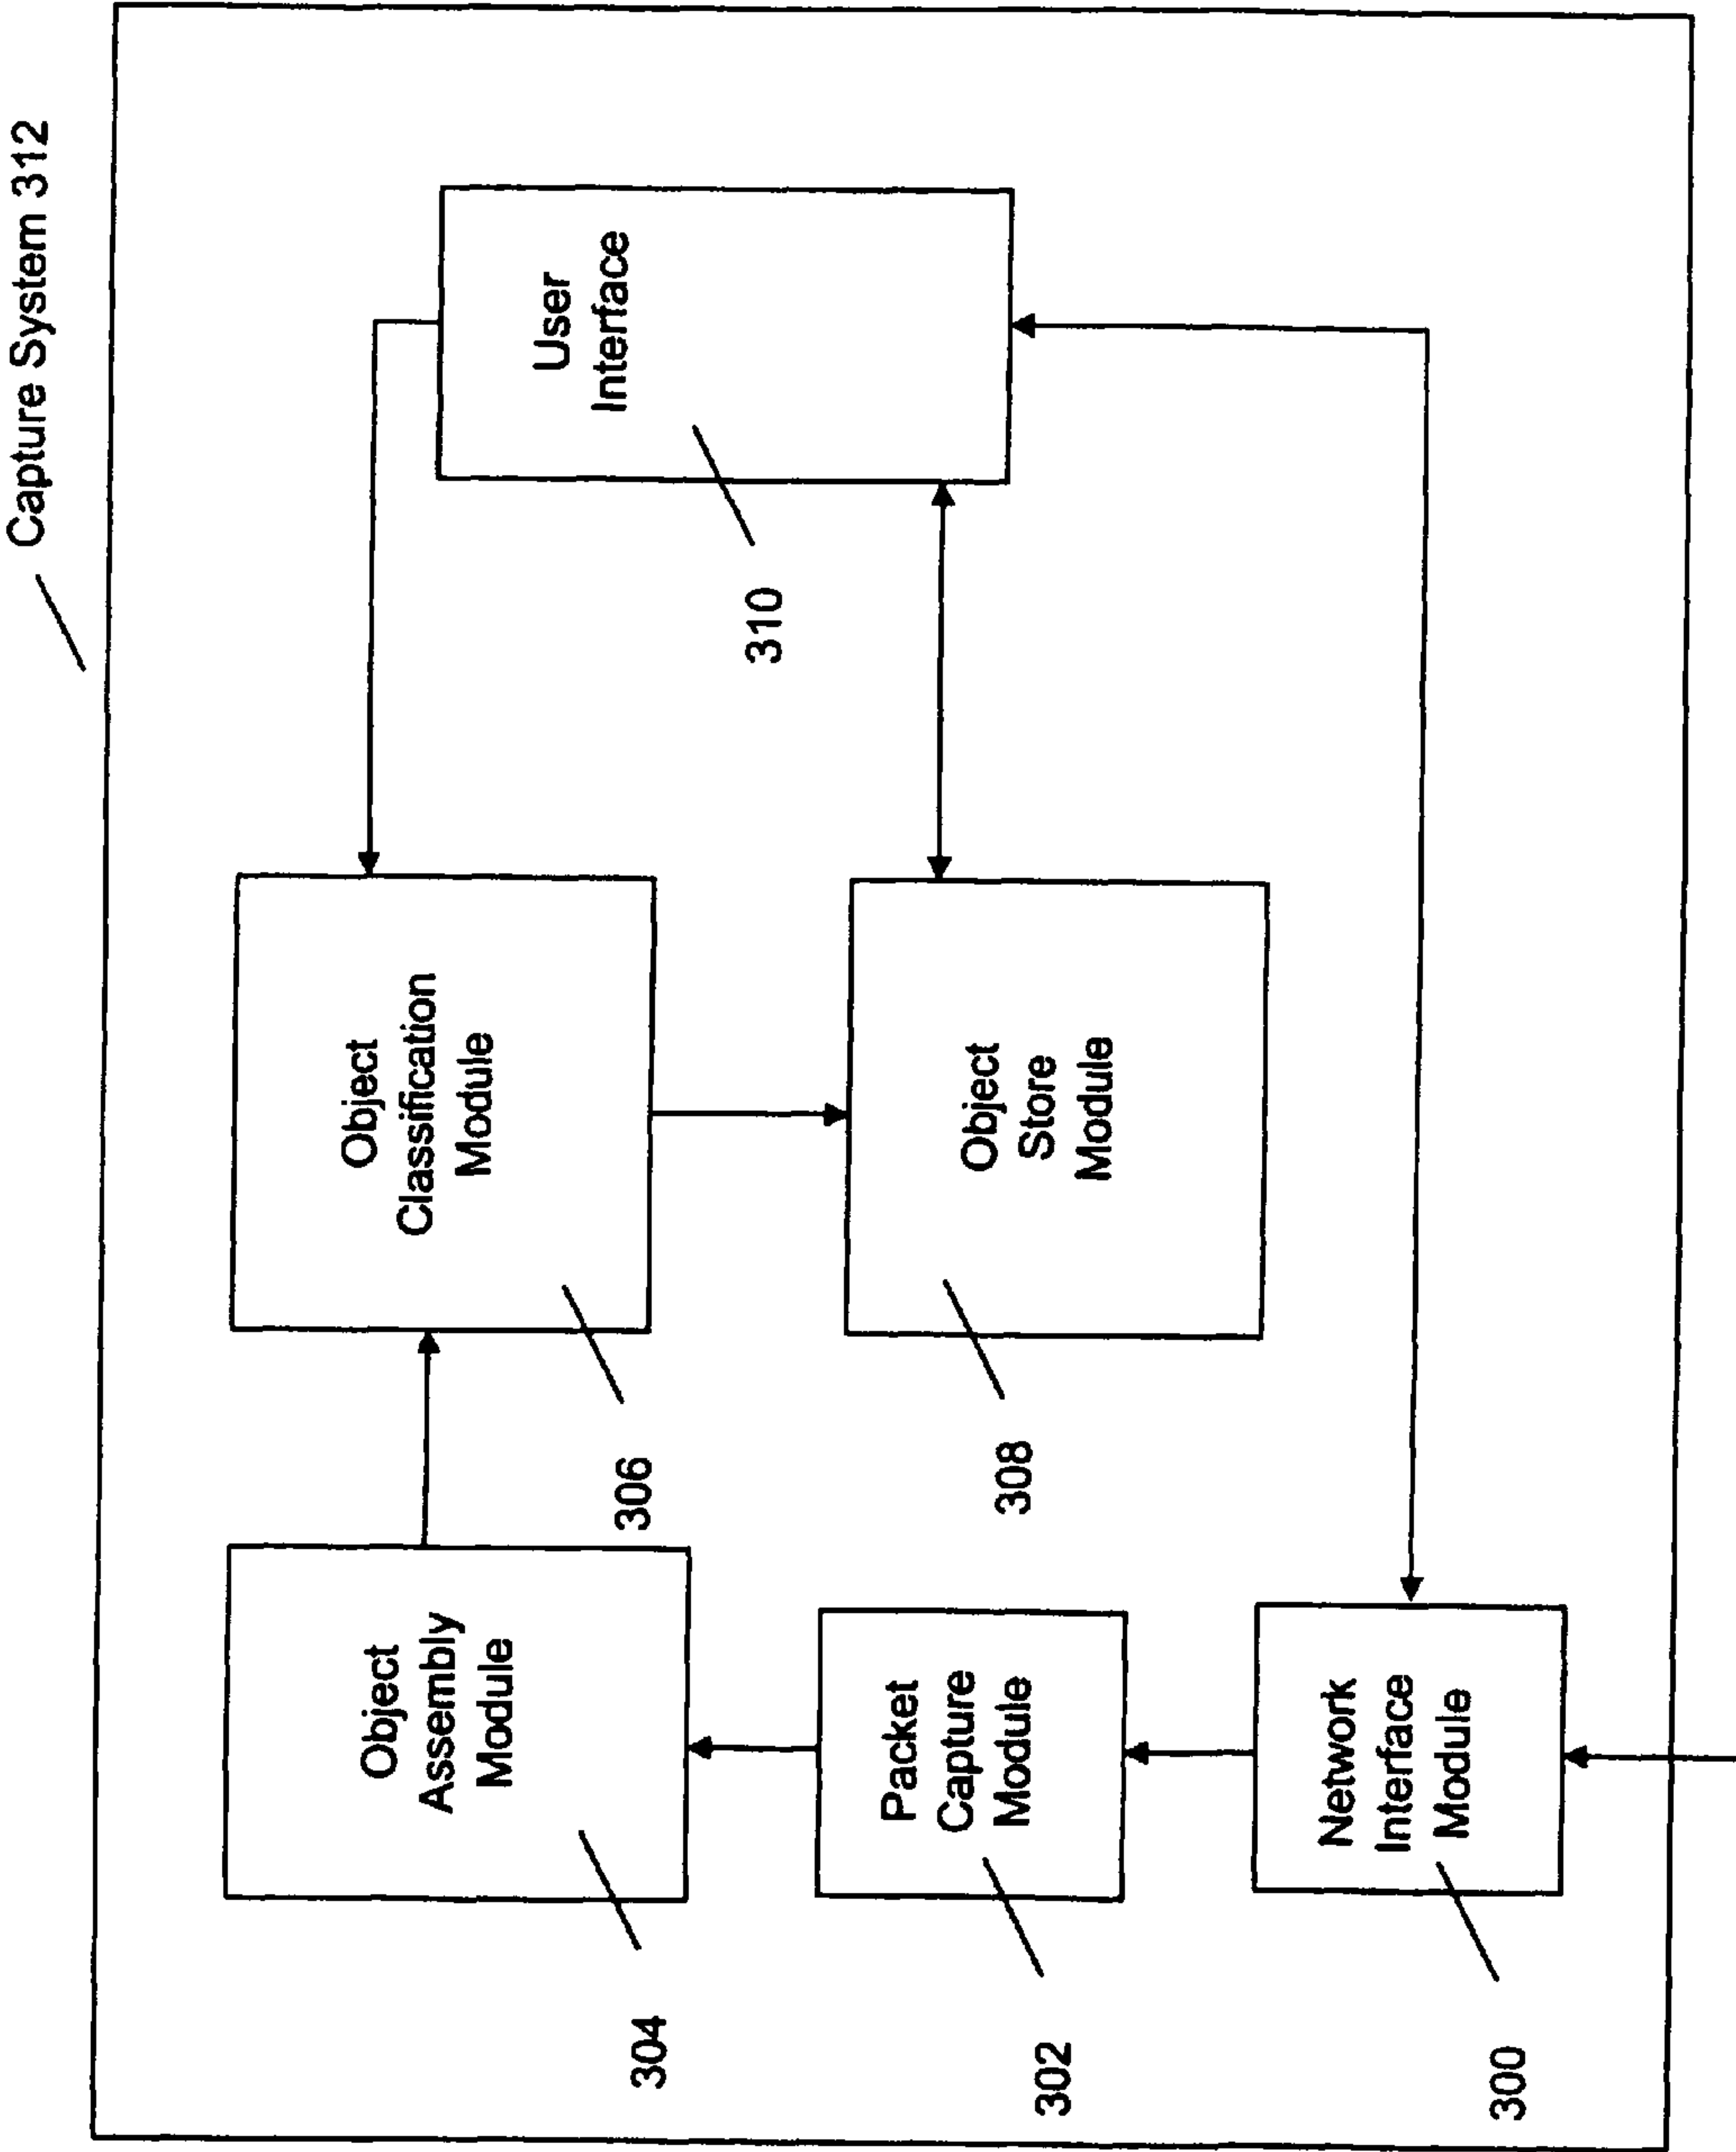 Capture System 312
Object
Assembly
Module
304
Object
Classification
Module
306
User
Interface
310
Packet
Capture
Module
302
Object
Store
Module
308
Network
Interface
Module
300